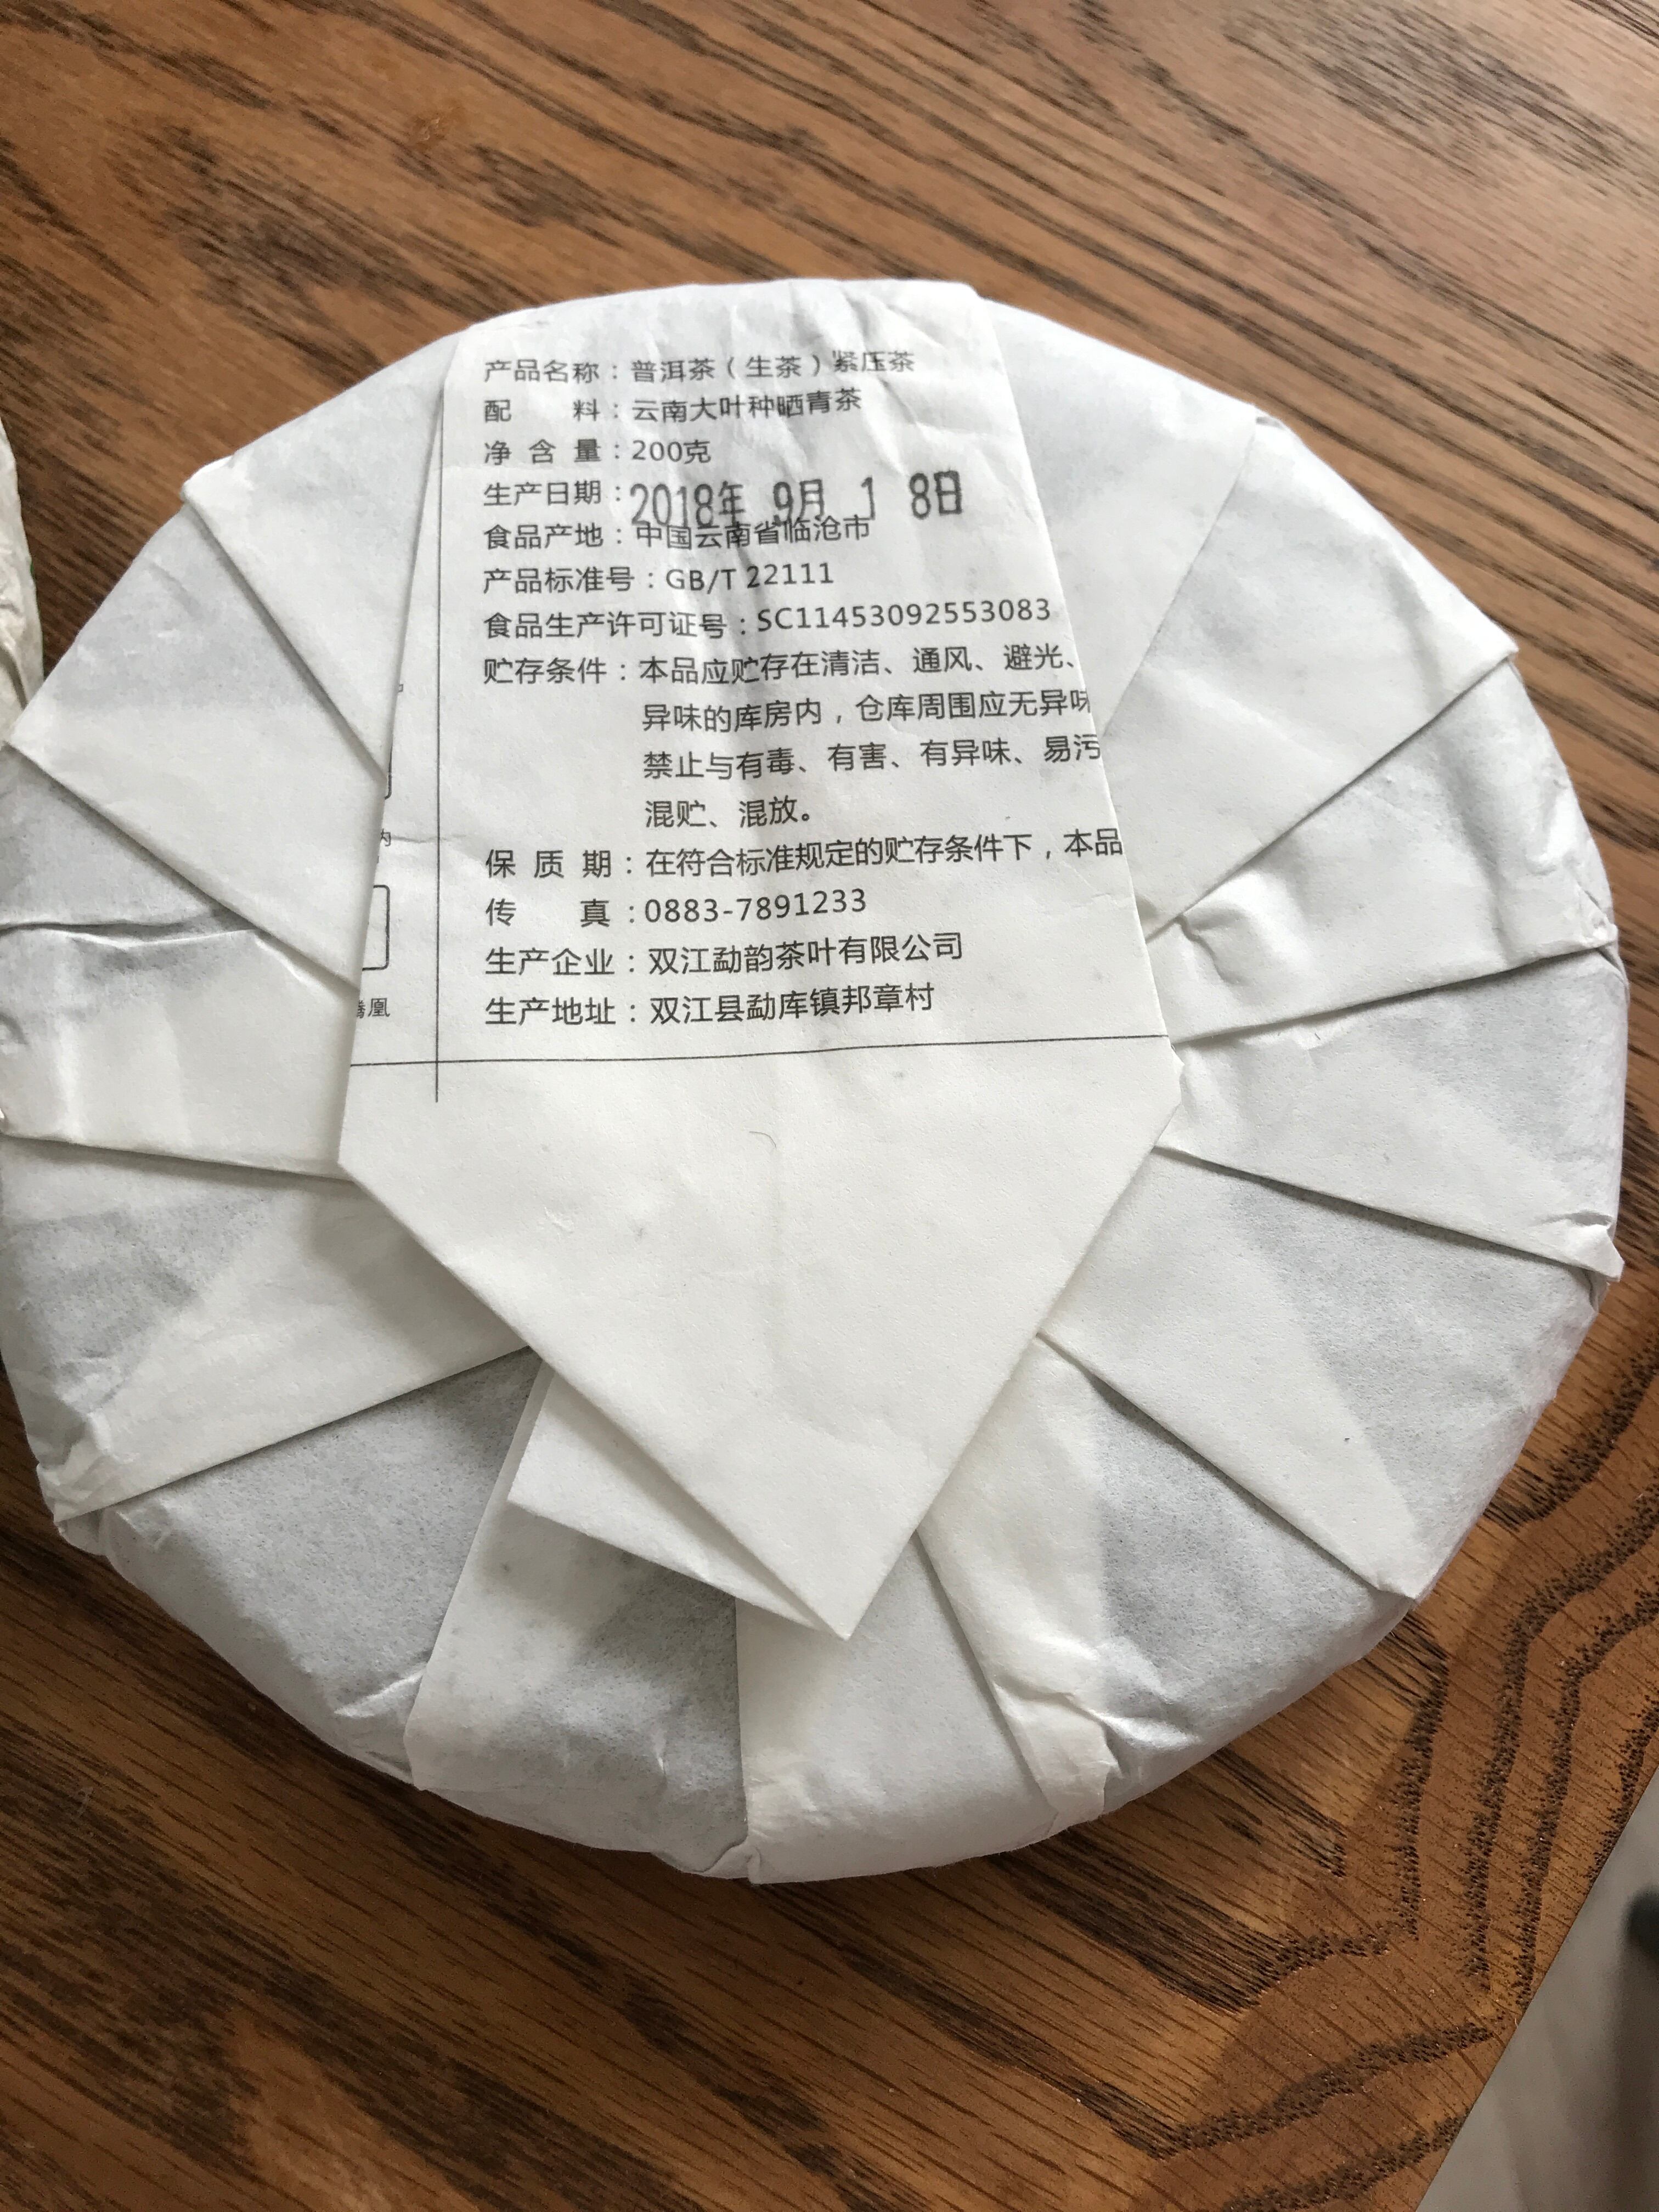 产品名称：普洱茶（生茶）紧压茶
配 料：云南大叶种晒青茶
净 含 量：200克
生产日期：2018年 9月 1 8日
食品产地：中国云南省临沧市
产品标准号：GB/T 22111
食品生产许可证号：SC11453092553083
贮存条件：本品应贮存在清洁、通风、避光、
异味的库房内，仓库周围应无异味
禁止与有毒、有害、有异味、易污
混贮、混放。
保 质 期：在符合标准规定的贮存条件下，本品
传 真：0883-7891233
生产企业：双江勐韵茶叶有限公司
生产地址：双江县勐库镇邦章村
内
凰